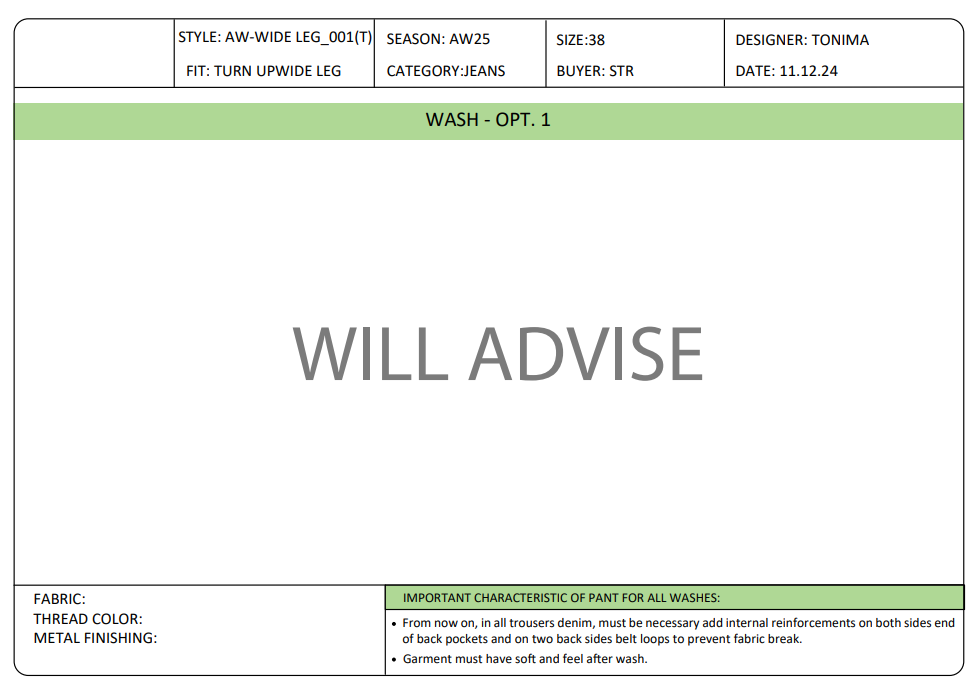 STYLE: AW-WIDE LEG_001(T)
FIT: TURN UPWIDE LEG
SEASON: AW25
CATEGORY:JEANS
SIZE:38
BUYER: STR
DESIGNER: TONIMA
DATE: 11.12.24
WASH - OPT. 1
WILL ADVISE
FABRIC:
THREAD COLOR:
METAL FINISHING:
IMPORTANT CHARACTERISTIC OF PANT FOR ALL WASHES:
• From now on, in all trousers denim, must be necessary add internal reinforcements on both sides end
of back pockets and on two back sides belt loops to prevent fabric break.
• Garment must have soft and feel after wash.